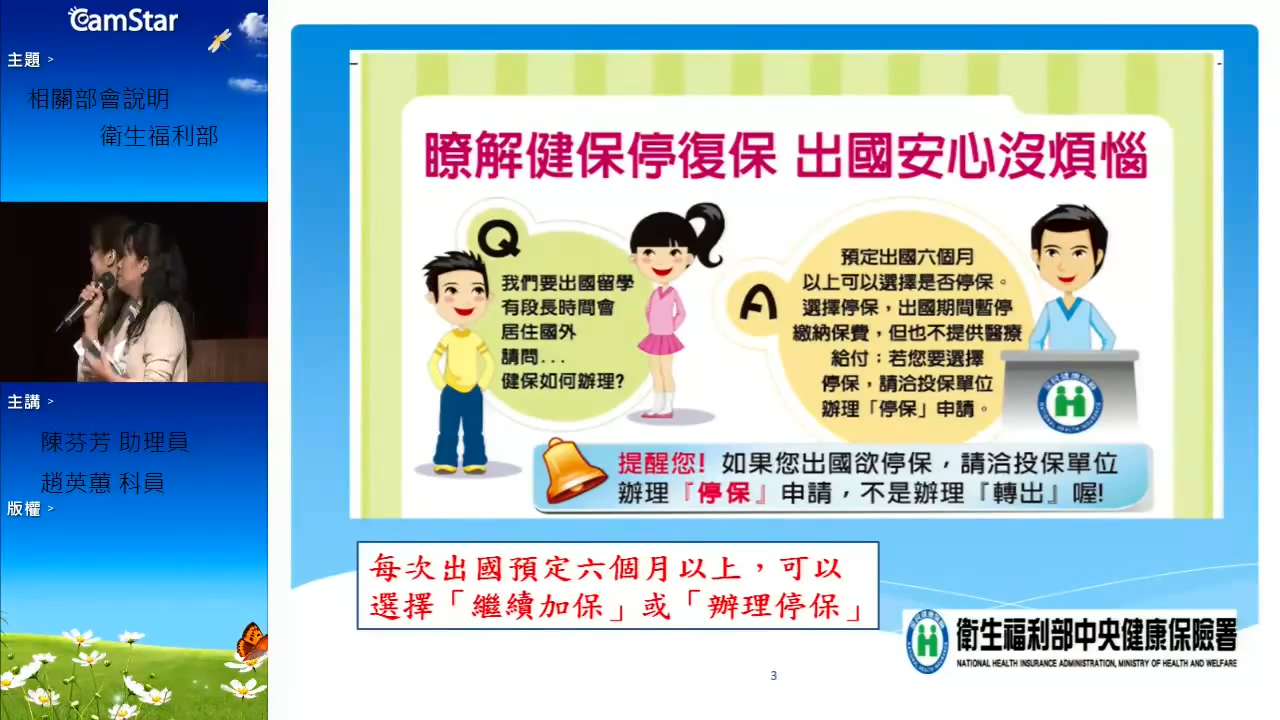 CamStar
主題 >
相關部會說明
衛生福利部
主講 >
陳芬芳 助理員
趙英蕙 科員
版權 >
瞭解健保停復保 出國安心沒煩惱
Q
我們要出國留學
有段長時間會
居住國外
請問...
健保如何辦理?
A
預定出國六個月
以上可以選擇是否停保。
選擇停保，出國期間暫停
繳納保費，但也不提供醫療
給付；若您要選擇
停保，請洽投保單位
辦理「停保」申請。
提醒您! 如果您出國欲停保，請洽投保單位
辦理『停保』申請，不是辦理『轉出』喔!
每次出國預定六個月以上，可以
選擇「繼續加保」或「辦理停保」
衛生福利部中央健康保險署
NATIONAL HEALTH INSURANCE ADMINISTRATION, MINISTRY OF HEALTH AND WELFARE
3